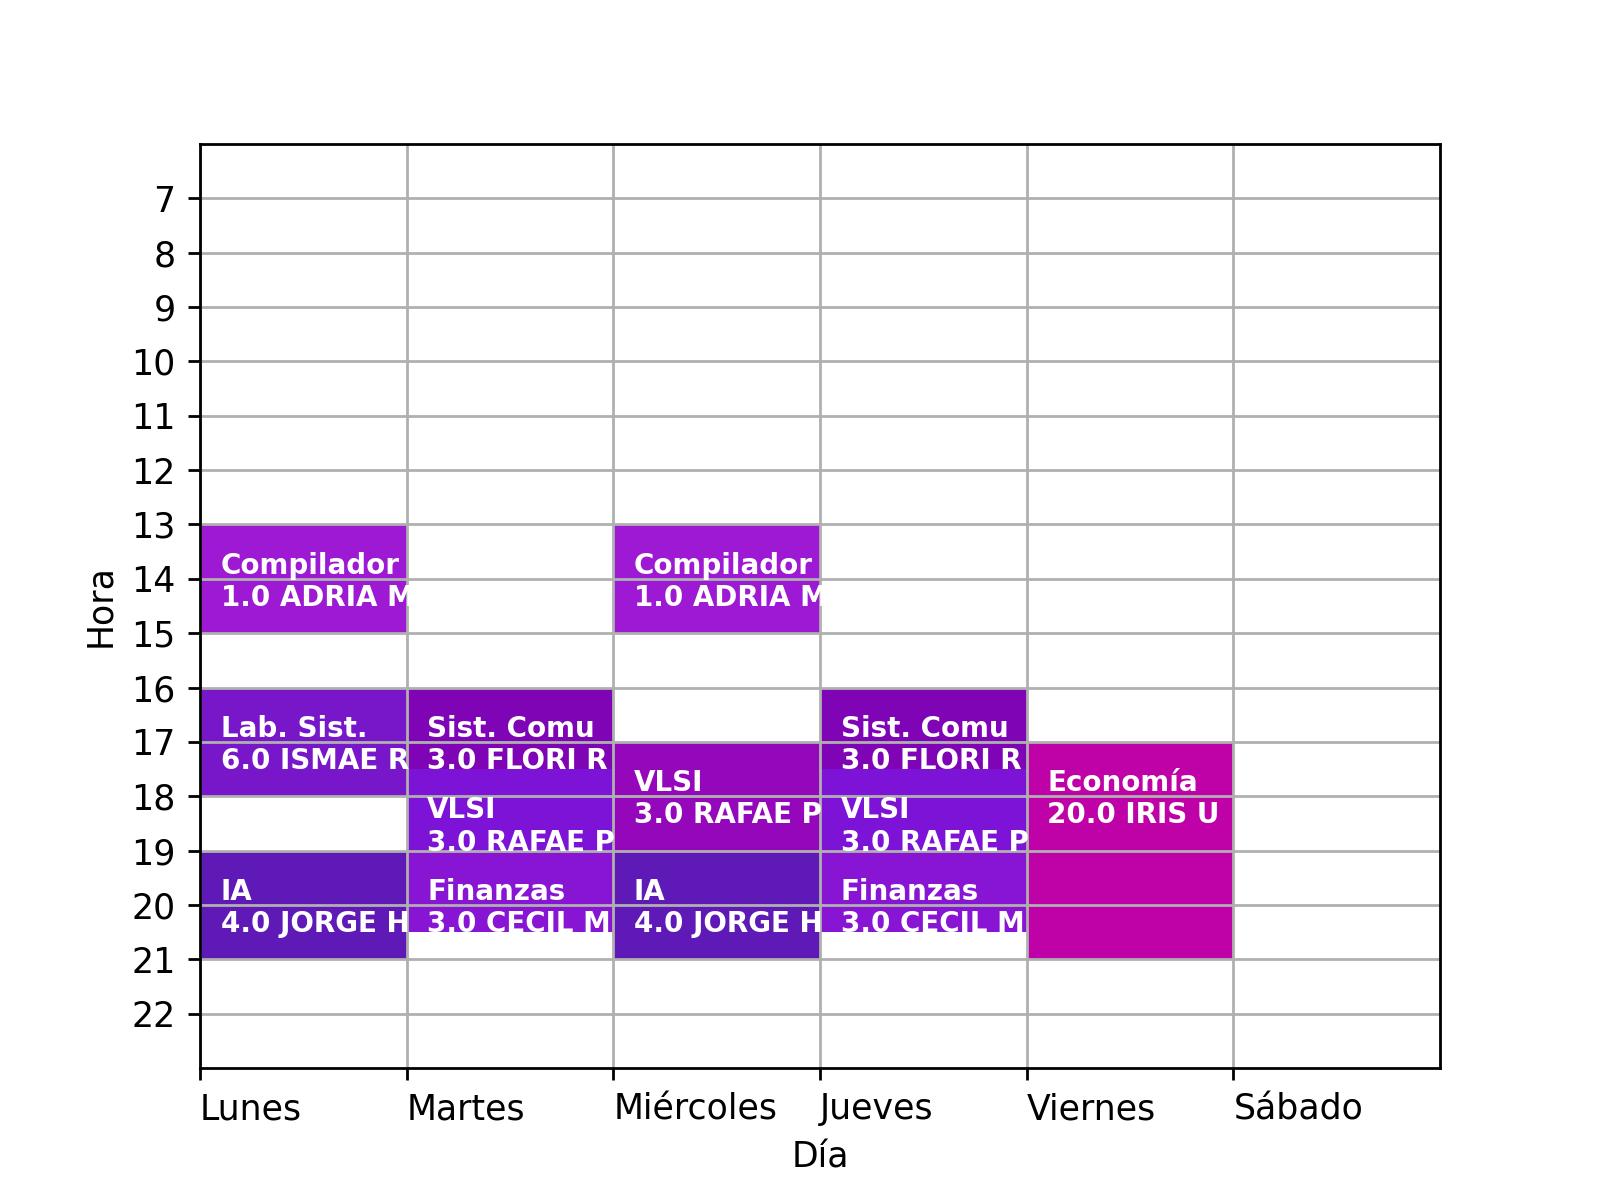 7
8
9
10
11
12
13
14
15
16
17
18
19
20
21
22
Hora
Compilador
1.0 ADRIA M
Compilador
1.0 ADRIA M
Lab. Sist.
6.0 ISMAE R
Sist. Comu
3.0 FLORI R
Sist. Comu
3.0 FLORI R
VLSI
3.0 RAFAE P
VLSI
3.0 RAFAE P
VLSI
3.0 RAFAE P
Economía
20.0 IRIS U
IA
4.0 JORGE H
Finanzas
3.0 CECIL M
IA
4.0 JORGE H
Finanzas
3.0 CECIL M
Lunes
Martes
Miércoles
Jueves
Viernes
Sábado
Día